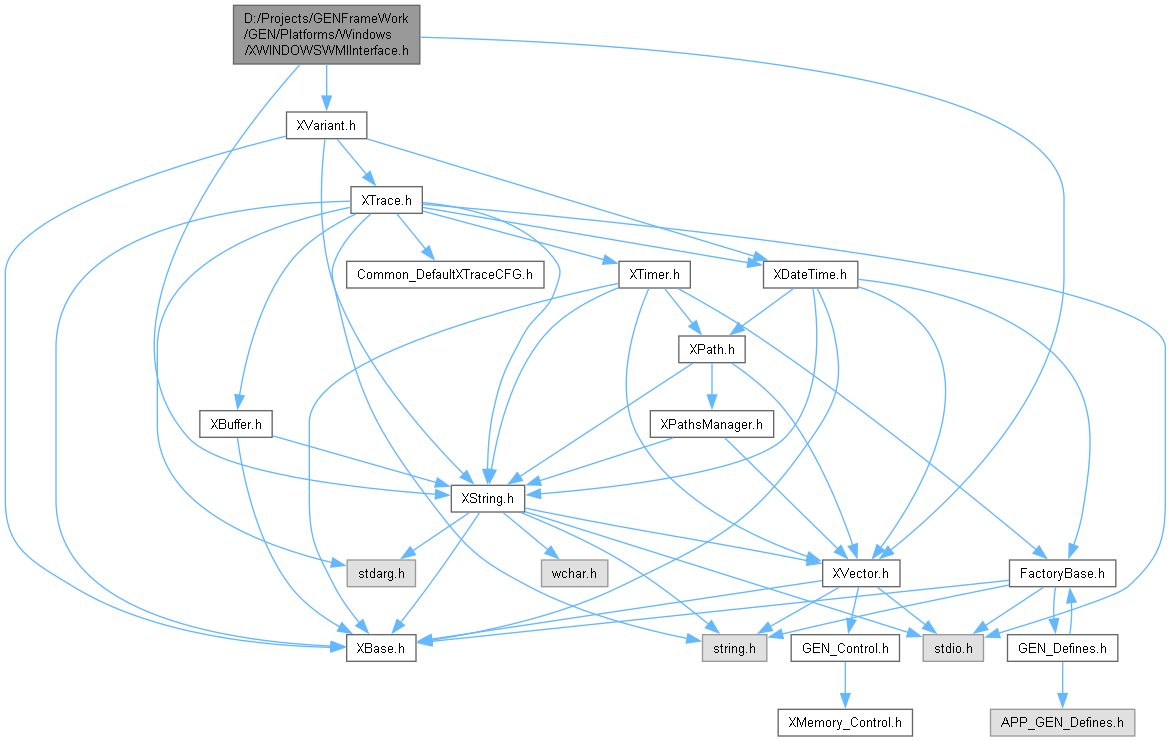 D:/Projects/GENFrameWork
/GEN/Platforms/Windows
/XWINDOWSWMIInterface.h
XVariant.h
XTrace.h
Common_DefaultXTraceCFG.h
XTimer.h
XDateTime.h
XPath.h
XBuffer.h
XPathsManager.h
XString.h
stdarg.h
wchar.h
XVector.h
FactoryBase.h
XBase.h
string.h
GEN_Control.h
stdio.h
GEN_Defines.h
XMemory_Control.h
APP_GEN_Defines.h